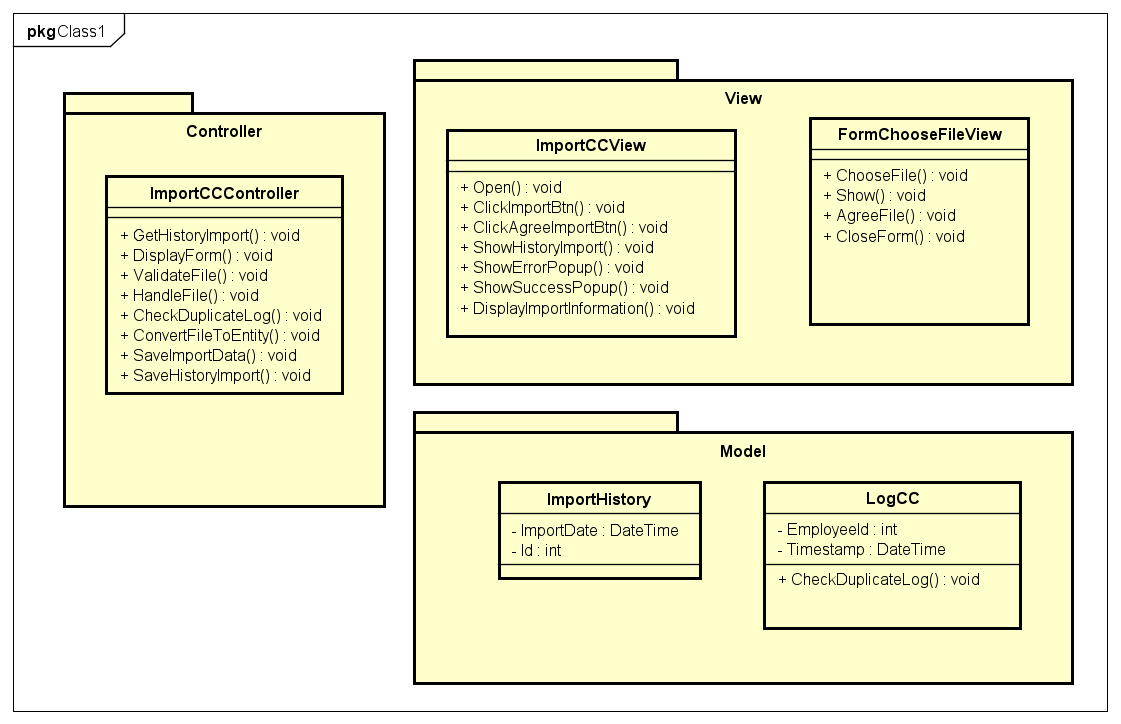 pkg Class1
Controller
ImportCCController
+ GetHistoryImport() : void
+ DisplayForm() : void
+ ValidateFile() : void
+ HandleFile() : void
+ CheckDuplicateLog() : void
+ ConvertFileToEntity() : void
+ SaveImportData() : void
+ SaveHistoryImport() : void
View
ImportCCView
+ Open() : void
+ ClickImportBtn() : void
+ ClickAgreeImportBtn() : void
+ ShowHistoryImport() : void
+ ShowErrorPopup() : void
+ ShowSuccessPopup() : void
+ DisplayImportInformation() : void
FormChooseFileView
+ ChooseFile() : void
+ Show() : void
+ AgreeFile() : void
+ CloseForm() : void
Model
ImportHistory
- ImportDate : DateTime
- Id : int
LogCC
- EmployeeId : int
- Timestamp : DateTime
+ CheckDuplicateLog() : void